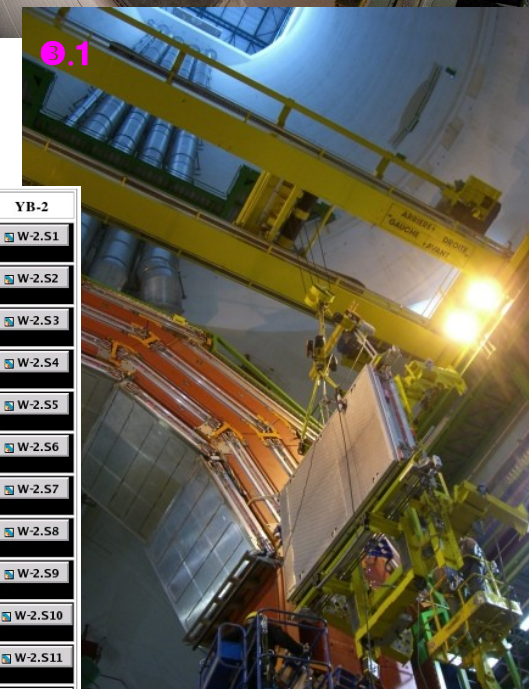 ❸.1
ARRIERE† DROITE→
←GAUCHE ↓AVANT
YB-2
W-2.S1
W-2.S2
W-2.S3
W-2.S4
W-2.S5
W-2.S6
W-2.S7
W-2.S8
W-2.S9
W-2.S10
W-2.S11